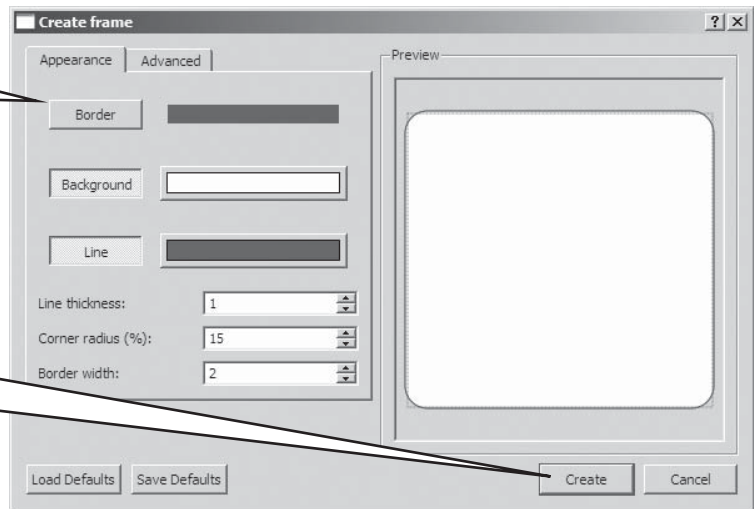 Create frame
Appearance Advanced
Preview
Border
Background
Line
Line thickness: 1
Corner radius (%): 15
Border width: 2
Load Defaults Save Defaults Create Cancel